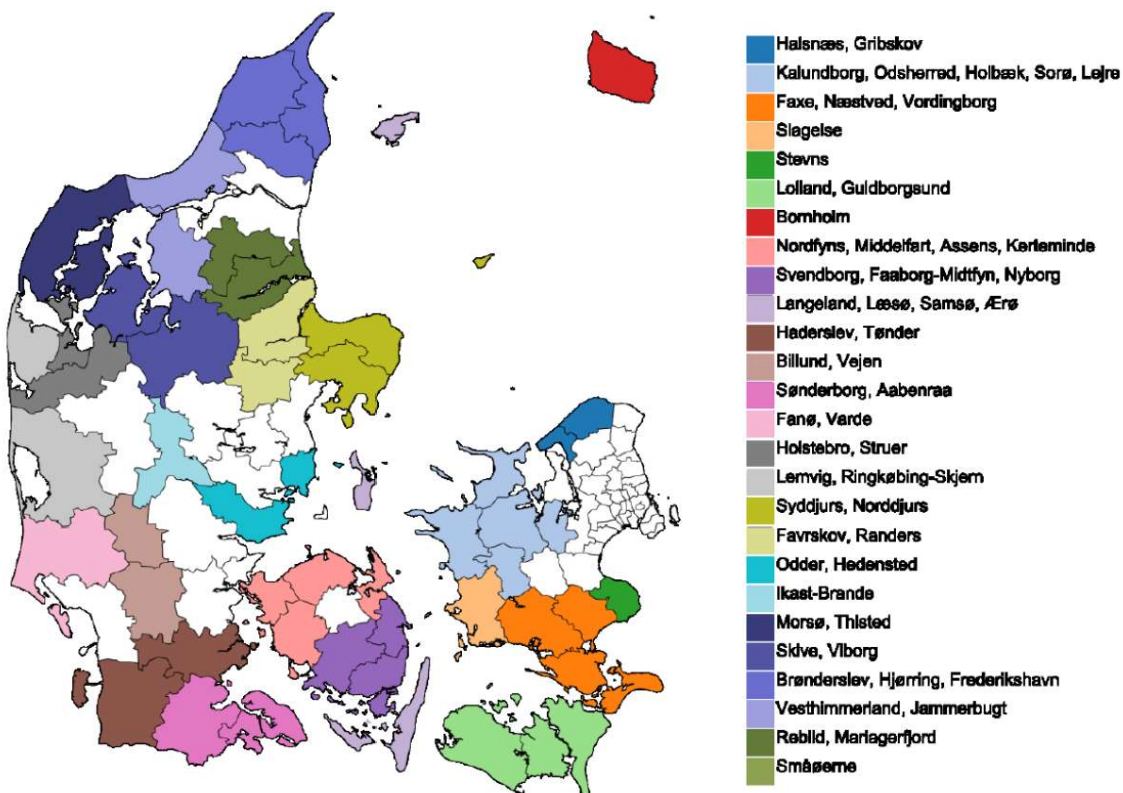 Halsnæs, Gribskov
Kalundborg, Odsherred, Holbæk, Sorø, Lejre
Faxe, Næstved, Vordingborg
Slagelse
Stevns
Lolland, Guldborgsund
Bornholm
Nordfyns, Middelfart, Assens, Kerteminde
Svendborg, Faaborg-Midtfyn, Nyborg
Langeland, Læsø, Samsø, Ærø
Haderslev, Tønder
Billund, Vejen
Sønderborg, Aabenraa
Fanø, Varde
Holstebro, Struer
Lemvig, Ringkøbing-Skjern
Syddjurs, Norddjurs
Favrskov, Randers
Odder, Hedensted
Ikast-Brande
Morsø, Thisted
Skive, Viborg
Brønderslev, Hjørring, Frederikshavn
Vesthimmerland, Jammerbugt
Rebild, Mariagerfjord
Småøerne